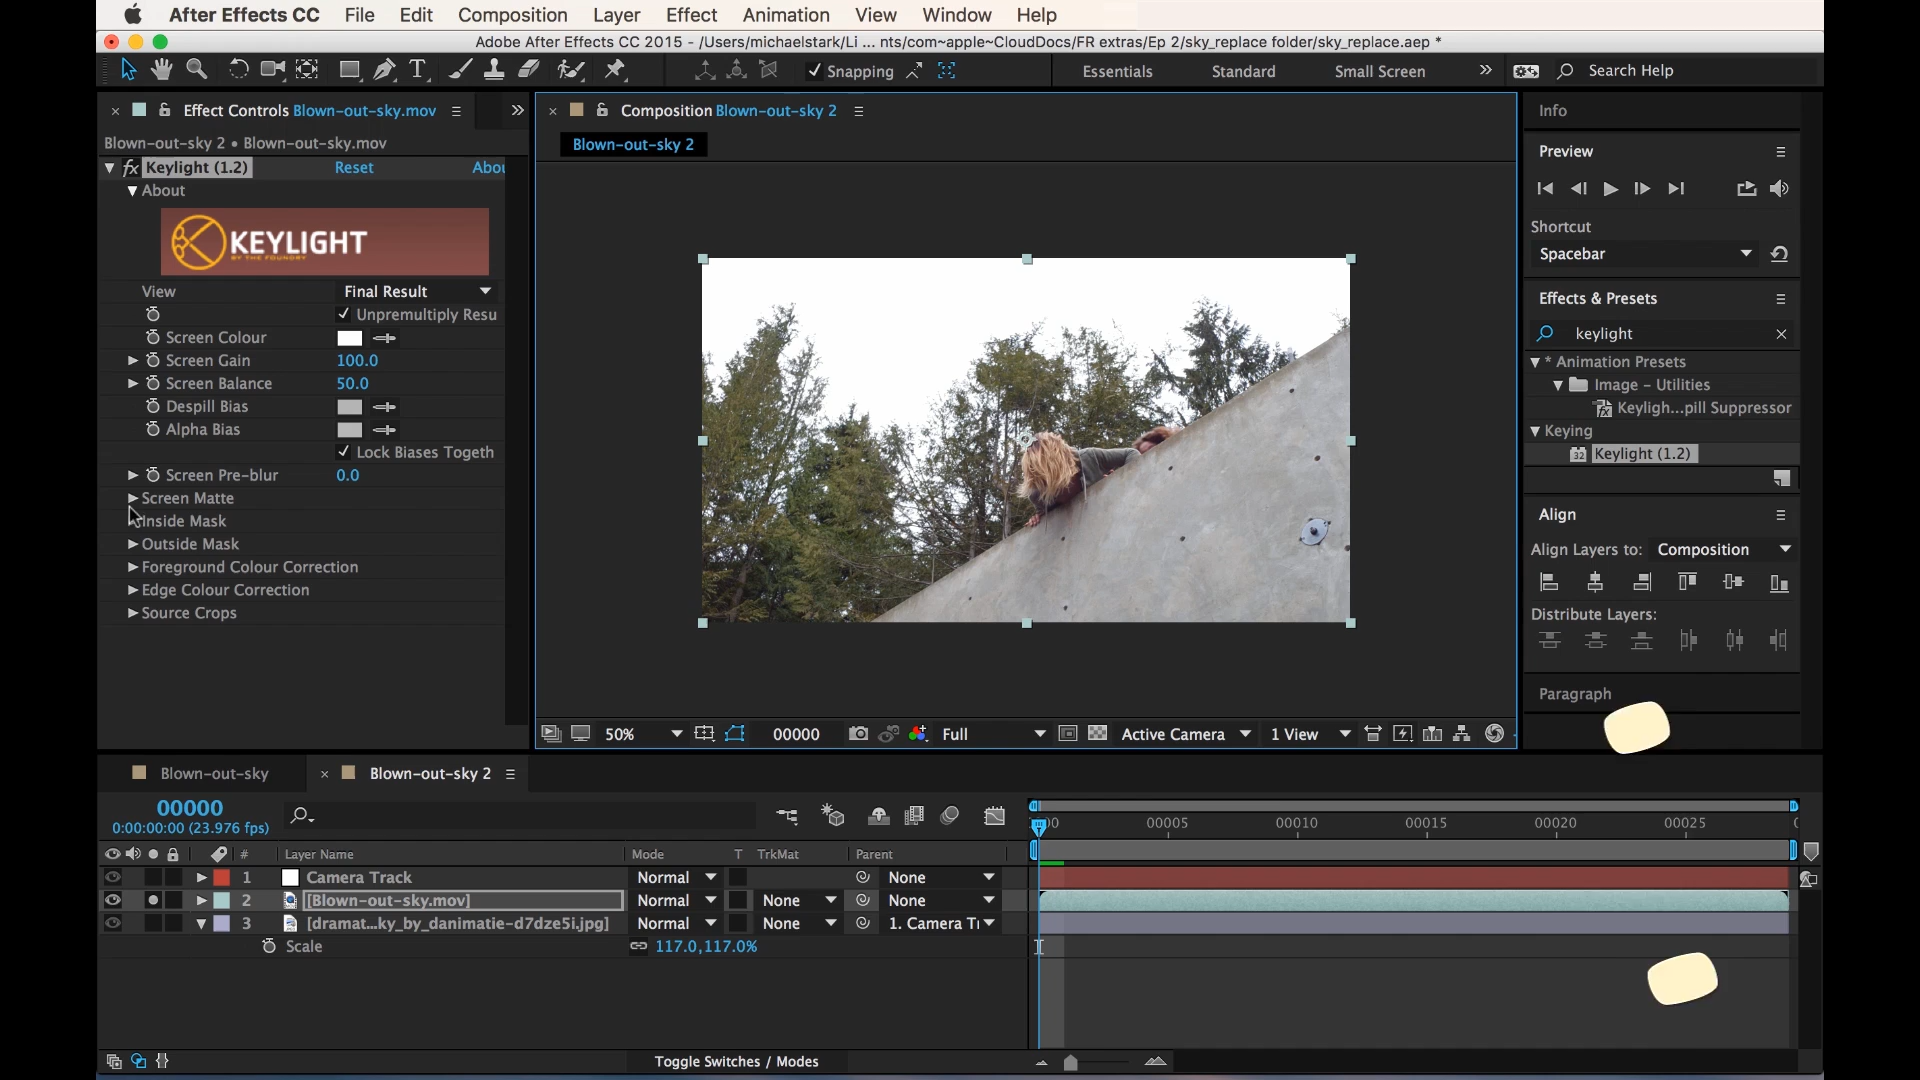 After Effects CC File Edit Composition Layer Effect Animation View Window Help
Adobe After Effects CC 2015 - /Users/michaelstark/Li ... nts/com~apple~CloudDocs/FR extras/Ep 2/sky_replace folder/sky_replace.aep *
T Snapping Essentials Standard Small Screen » Search Help
× Effect Controls Blown-out-sky.mov »
Blown-out-sky 2 • Blown-out-sky.mov
fx Keylight (1.2) Reset Abou
About
KEYLIGHT
BY THE FOUNDRY
View Final Result
Unpremultiply Resu
Screen Colour
Screen Gain 100.0
Screen Balance 50.0
Despill Bias
Alpha Bias
Lock Biases Togeth
Screen Pre-blur 0.0
Screen Matte
Inside Mask
Outside Mask
Foreground Colour Correction
Edge Colour Correction
Source Crops
× Composition Blown-out-sky 2
Blown-out-sky 2
50% 00000 Full Active Camera 1 View
Info
Preview
Shortcut
Spacebar
Effects & Presets
keylight ×
* Animation Presets
Image - Utilities
Keyligh...pill Suppressor
Keying
32 Keylight (1.2)
Align
Align Layers to: Composition
Distribute Layers:
Paragraph
Blown-out-sky × Blown-out-sky 2
00000
0:00:00:00 (23.976 fps)
00005 00010 00015 00020 00025
# Layer Name Mode T TrkMat Parent
1 Camera Track Normal None
2 [Blown-out-sky.mov] Normal None None
3 [dramat...ky_by_danimatie-d7dze5i.jpg] Normal None 1. Camera Tr
Scale 117.0,117.0%
Toggle Switches / Modes